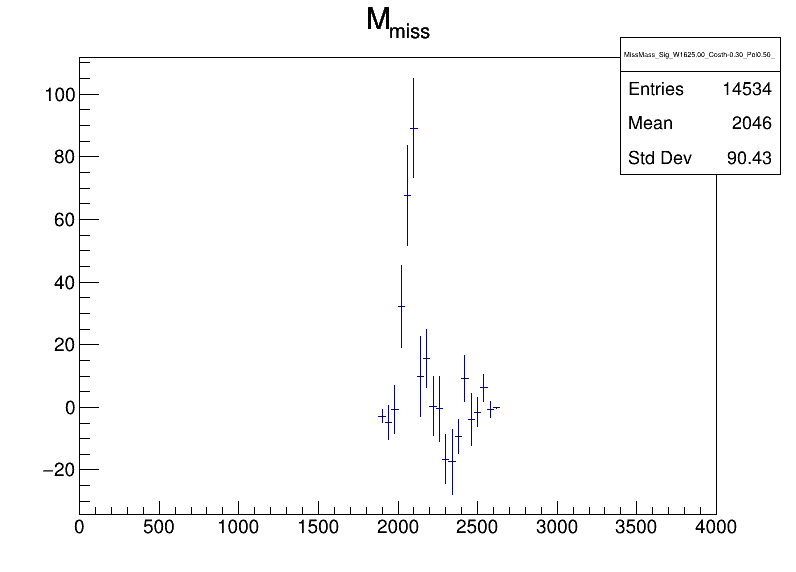 M_miss
MissMass_Sig_W1625.00_Costh-0.30_Pol0.50_
Entries 14534
Mean 2046
Std Dev 90.43
100
80
60
40
20
0
−20
0 500 1000 1500 2000 2500 3000 3500 4000